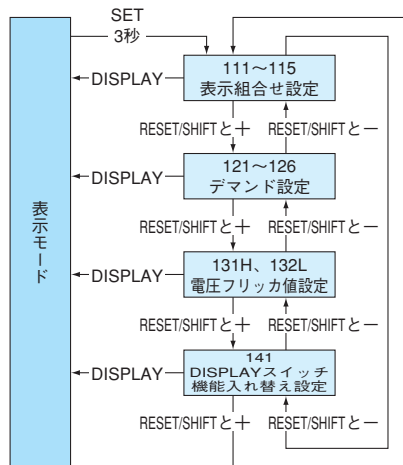 SET
3秒
111～115
表示組合せ設定
DISPLAY
RESET/SHIFTと＋
RESET/SHIFTと－
121～126
デマンド設定
DISPLAY
RESET/SHIFTと＋
RESET/SHIFTと－
表示モード
131H、132L
電圧フリッカ値設定
DISPLAY
RESET/SHIFTと＋
RESET/SHIFTと－
141
DISPLAYスイッチ
機能入れ替え設定
DISPLAY
RESET/SHIFTと＋
RESET/SHIFTと－